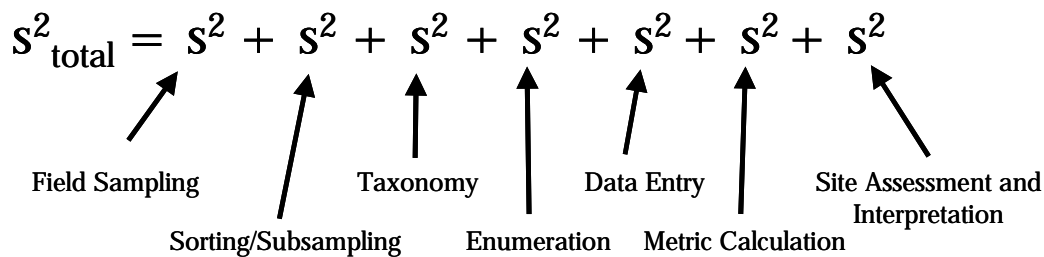 s²total = s² + s² + s² + s² + s² + s² + s²
Field Sampling Taxonomy Data Entry Site Assessment and
Interpretation
Sorting/Subsampling Enumeration Metric Calculation